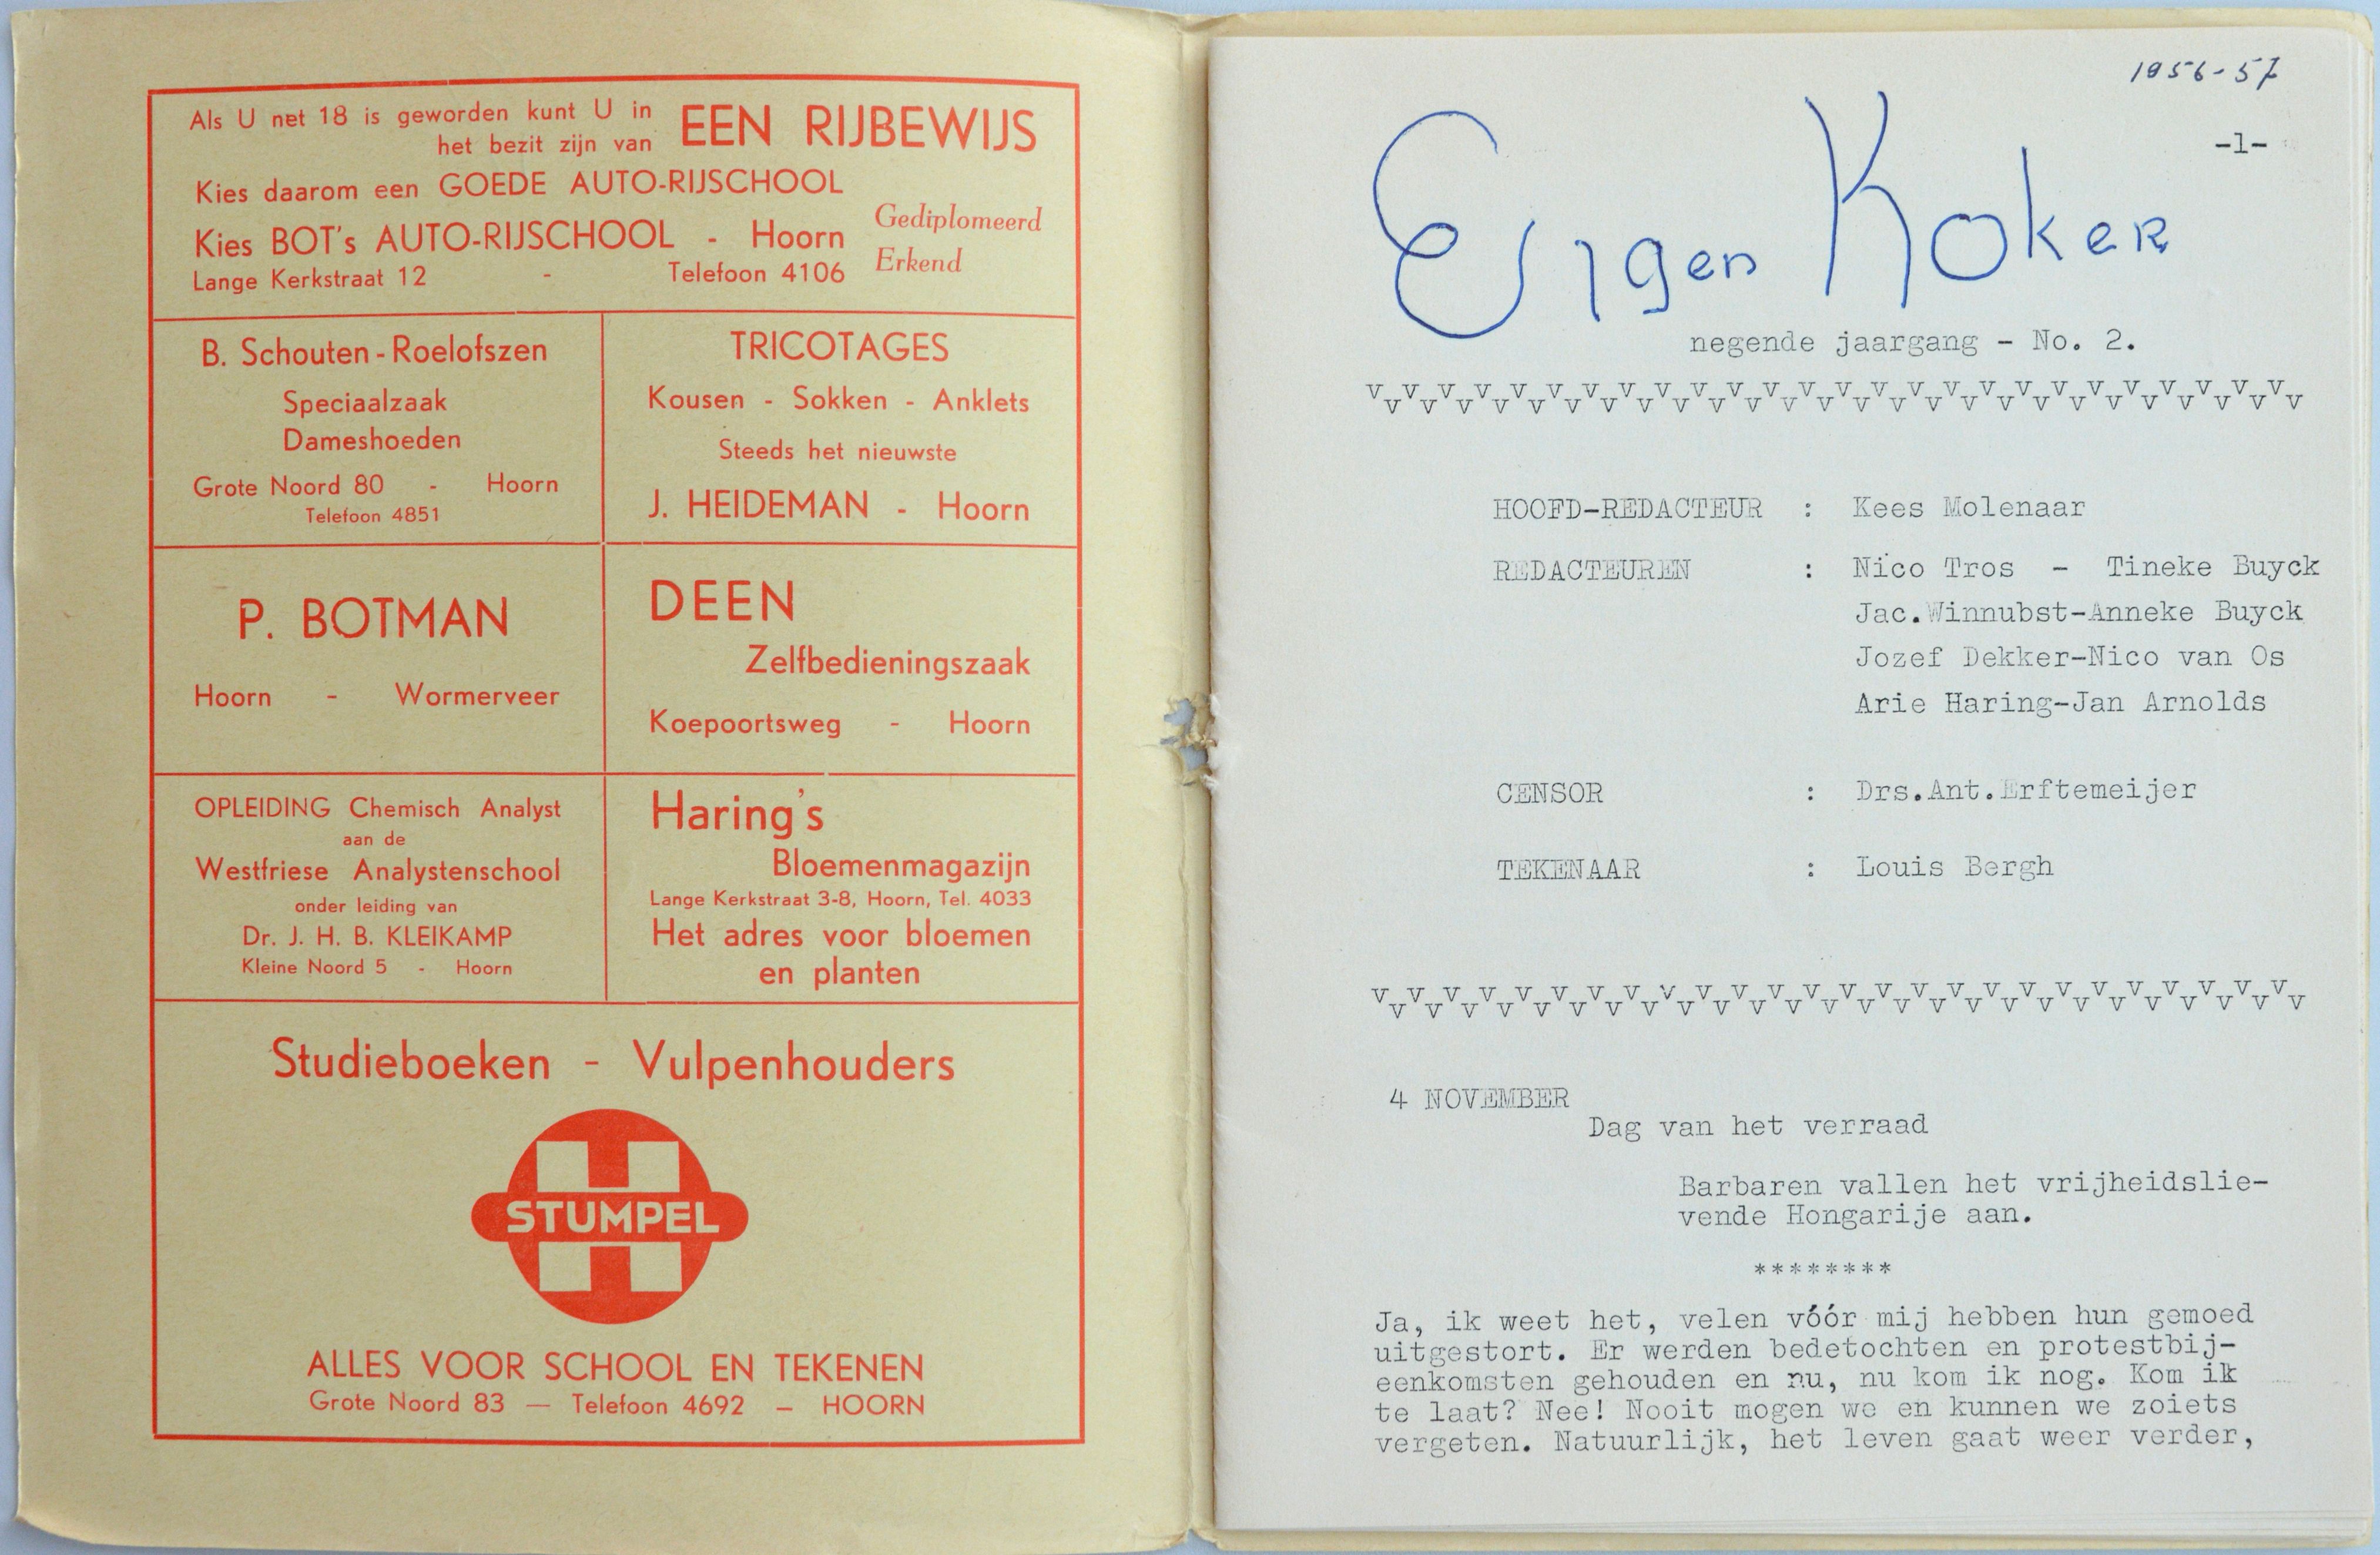 Als U net 18 is geworden kunt U in
het bezit zijn van EEN RIJBEWIJS
Kies daarom een GOEDE AUTO-RIJSCHOOL
Kies BOT's AUTO-RIJSCHOOL - Hoorn
Lange Kerkstraat 12 - Telefoon 4106
Gediplomeerd
Erkend
B. Schouten - Roelofszen
Speciaalzaak
Dameshoeden
Grote Noord 80 - Hoorn
Telefoon 4851
TRICOTAGES
Kousen - Sokken - Anklets
Steeds het nieuwste
J. HEIDEMAN - Hoorn
P. BOTMAN
Hoorn - Wormerveer
DEEN
Zelfbedieningszaak
Koepoortsweg - Hoorn
OPLEIDING Chemisch Analyst
aan de
Westfriese Analystenschool
onder leiding van
Dr. J. H. B. KLEIKAMP
Kleine Noord 5 - Hoorn
Haring's
Bloemenmagazijn
Lange Kerkstraat 3-8, Hoorn, Tel. 4033
Het adres voor bloemen
en planten
Studieboeken - Vulpenhouders
H
STUMPEL
ALLES VOOR SCHOOL EN TEKENEN
Grote Noord 83 — Telefoon 4692 — HOORN
1956-57
-1-
Eigen Koker
negende jaargang - No. 2.
vvvvvvvvvvvvvvvvvvvvvvvvvvvvvvvvvvvvvvvvvvvvvvvvvvvv
HOOFD-REDACTEUR : Kees Molenaar
REDACTEUREN : Nico Tros - Tineke Buyck
Jac.Winnubst-Anneke Buyck
Jozef Dekker-Nico van Os
Arie Haring-Jan Arnolds
CENSOR : Drs.Ant.Erftemeijer
TEKENAAR : Louis Bergh
vvvvvvvvvvvvvvvvvvvvvvvvvvvvvvvvvvvvvvvvvvvvvvvvvvvv
4 NOVEMBER
Dag van het verraad
Barbaren vallen het vrijheidslie-
vende Hongarije aan.
********
Ja, ik weet het, velen vóór mij hebben hun gemoed
uitgestort. Er werden bedetochten en protestbij-
eenkomsten gehouden en nu, nu kom ik nog. Kom ik
te laat? Nee! Nooit mogen we en kunnen we zoiets
vergeten. Natuurlijk, het leven gaat weer verder,